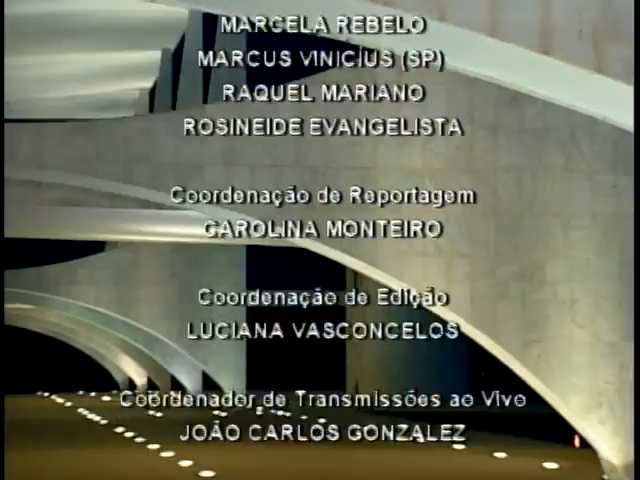 MARCELA REBELO
MARCUS VINICIUS (SP)
RAQUEL MARIANO
ROSINEIDE EVANGELISTA
Coordenação de Reportagem
CAROLINA MONTEIRO
Coordenação de Edição
LUCIANA VASCONCELOS
Coordenador de Transmissões ao Vivo
JOÃO CARLOS GONZALEZ